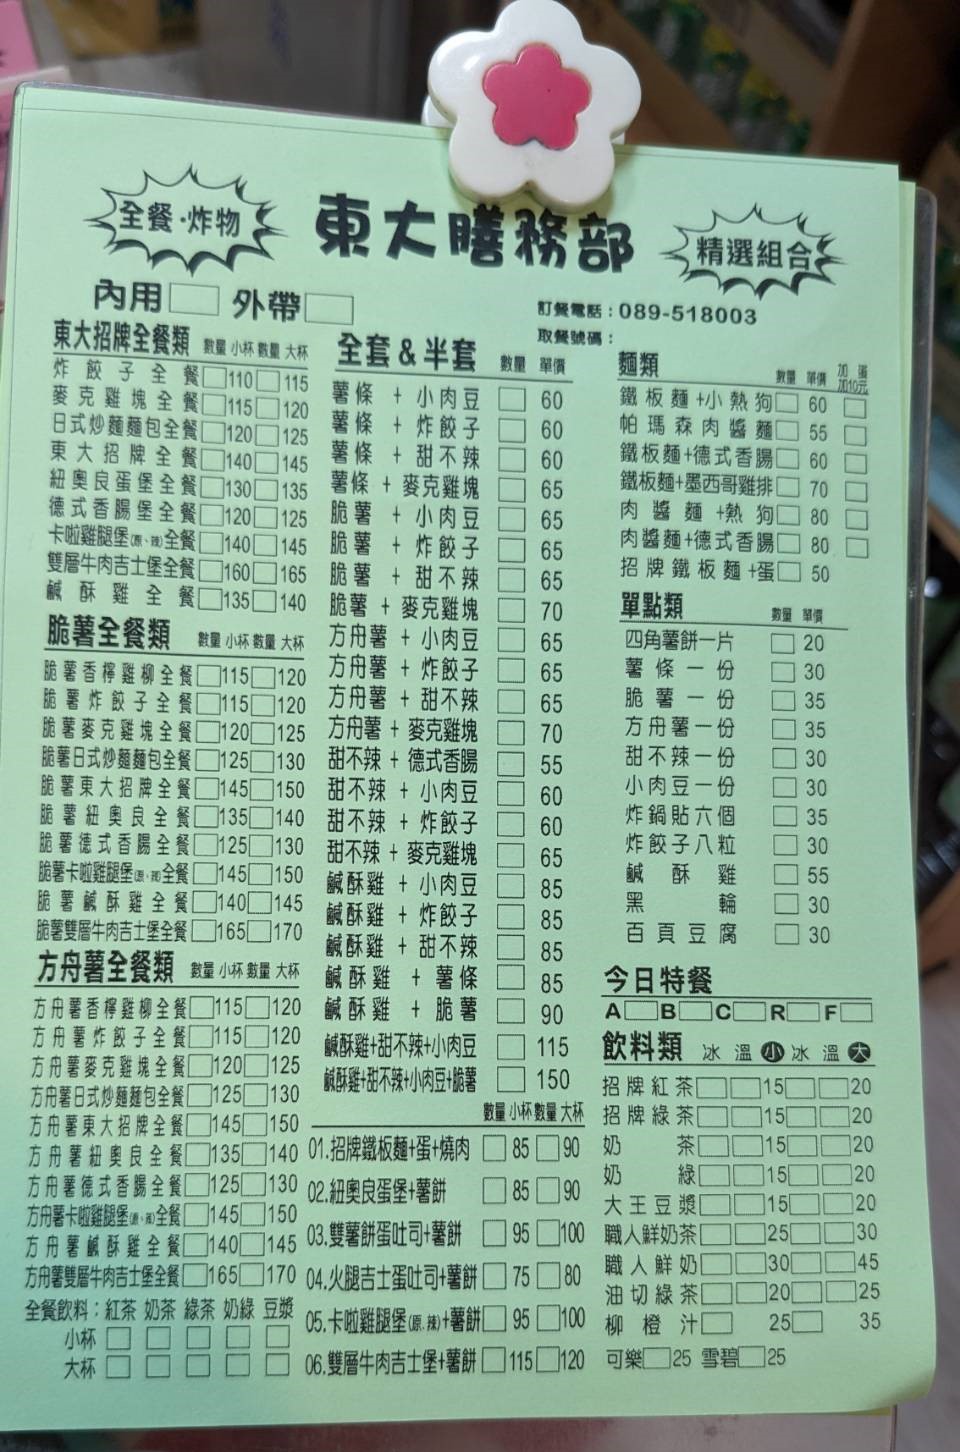 全餐·炸物
東大膳務部
精選組合
內用 外帶
訂餐電話：089-518003
取餐號碼：
東大招牌全餐類 數量 小杯 數量 大杯
炸餃子全餐 110 115
麥克雞塊全餐 115 120
日式炒麵麵包全餐 120 125
東大招牌全餐 140 145
紐奧良蛋堡全餐 130 135
德式香腸堡全餐 120 125
卡啦雞腿堡(原、辣)全餐 140 145
雙層牛肉吉士堡全餐 160 165
鹹酥雞全餐 135 140
脆薯全餐類 數量 小杯 數量 大杯
脆薯香檸雞柳全餐 115 120
脆薯炸餃子全餐 115 120
脆薯麥克雞塊全餐 120 125
脆薯日式炒麵麵包全餐 125 130
脆薯東大招牌全餐 145 150
脆薯紐奧良全餐 135 140
脆薯德式香腸全餐 125 130
脆薯卡啦雞腿堡(原、辣)全餐 145 150
脆薯鹹酥雞全餐 140 145
脆薯雙層牛肉吉士堡全餐 165 170
方舟薯全餐類 數量 小杯 數量 大杯
方舟薯香檸雞柳全餐 115 120
方舟薯炸餃子全餐 115 120
方舟薯麥克雞塊全餐 120 125
方舟薯日式炒麵麵包全餐 125 130
方舟薯東大招牌全餐 145 150
方舟薯紐奧良全餐 135 140
方舟薯德式香腸全餐 125 130
方舟薯卡啦雞腿堡(原、辣)全餐 145 150
方舟薯鹹酥雞全餐 140 145
方舟薯雙層牛肉吉士堡全餐 165 170
全餐飲料：紅茶 奶茶 綠茶 奶綠 豆漿
小杯
大杯
全套＆半套 數量 單價
薯條 + 小肉豆 60
薯條 + 炸餃子 60
薯條 + 甜不辣 60
薯條 + 麥克雞塊 65
脆薯 + 小肉豆 65
脆薯 + 炸餃子 65
脆薯 + 甜不辣 65
脆薯 + 麥克雞塊 70
方舟薯 + 小肉豆 65
方舟薯 + 炸餃子 65
方舟薯 + 甜不辣 65
方舟薯 + 麥克雞塊 70
甜不辣 + 德式香腸 55
甜不辣 + 小肉豆 60
甜不辣 + 炸餃子 60
甜不辣 + 麥克雞塊 65
鹹酥雞 + 小肉豆 85
鹹酥雞 + 炸餃子 85
鹹酥雞 + 甜不辣 85
鹹酥雞 + 薯條 85
鹹酥雞 + 脆薯 90
鹹酥雞+甜不辣+小肉豆 115
鹹酥雞+甜不辣+小肉豆+脆薯 150
數量 小杯 數量 大杯
01.招牌鐵板麵+蛋+燒肉 85 90
02.紐奧良蛋堡+薯餅 85 90
03.雙薯餅蛋吐司+薯餅 95 100
04.火腿吉士蛋吐司+薯餅 75 80
05.卡啦雞腿堡(原.辣)+薯餅 95 100
06.雙層牛肉吉士堡+薯餅 115 120
麵類 數量 單價 加蛋加10元
鐵板麵+小熱狗 60
帕瑪森肉醬麵 55
鐵板麵+德式香腸 60
鐵板麵+墨西哥雞排 70
肉醬麵+熱狗 80
肉醬麵+德式香腸 80
招牌鐵板麵+蛋 50
單點類 數量 單價
四角薯餅一片 20
薯條一份 30
脆薯一份 35
方舟薯一份 35
甜不辣一份 30
小肉豆一份 30
炸鍋貼六個 35
炸餃子八粒 30
鹹酥雞 55
黑輪 30
百頁豆腐 30
今日特餐
A B C R F
飲料類 冰 溫 小 冰 溫 大
招牌紅茶 15 20
招牌綠茶 15 20
奶茶 15 20
奶綠 15 20
大王豆漿 15 20
職人鮮奶茶 25 30
職人鮮奶 30 45
油切綠茶 20 25
柳橙汁 25 35
可樂 25 雪碧 25